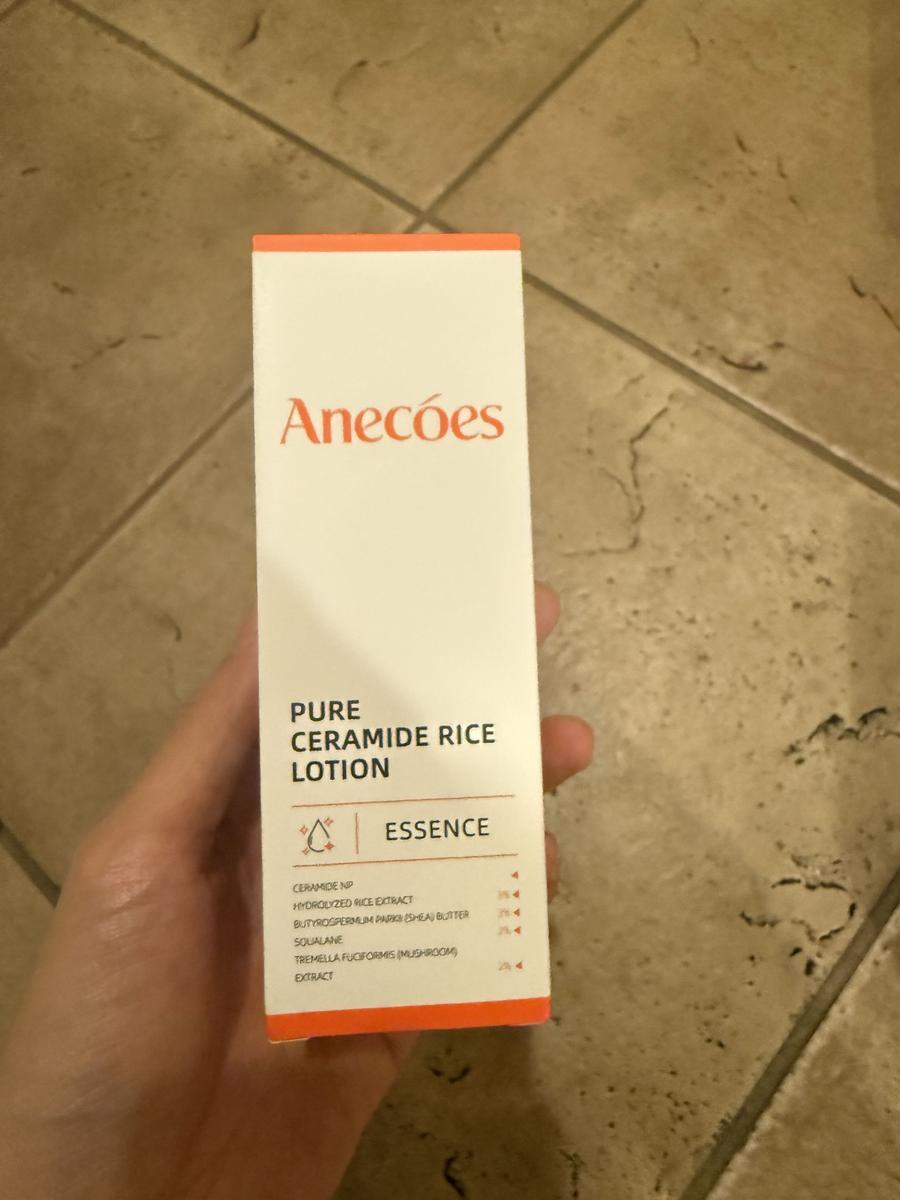 Anecóes
PURE
CERAMIDE RICE
LOTION
ESSENCE
CERAMIDE NP
HYDROLYZED RICE EXTRACT
BUTYROSPERMUM PARKII (SHEA) BUTTER
SQUALANE
TREMELLA FUCIFORMIS (MUSHROOM)
EXTRACT 2%